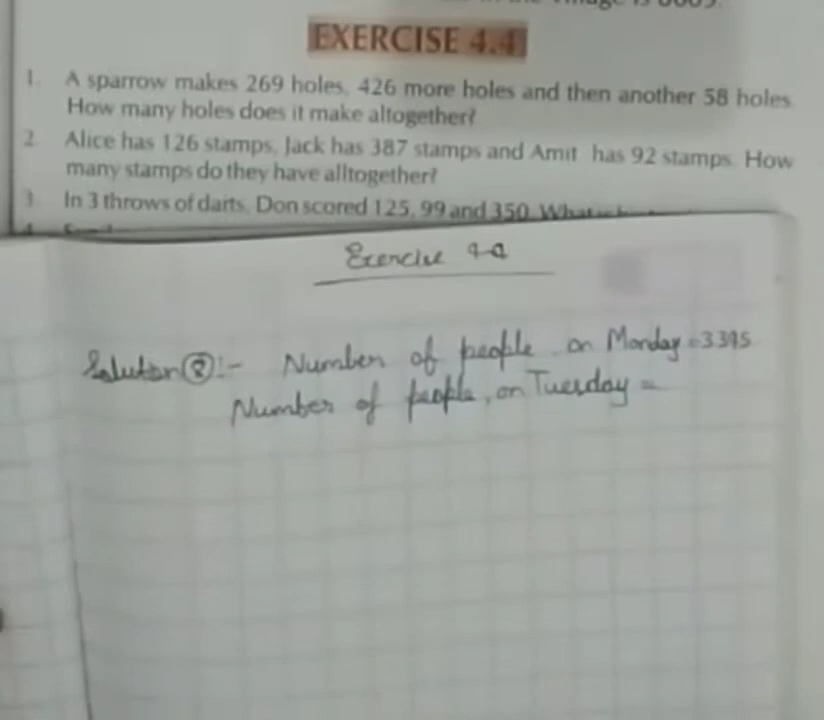 EXERCISE 4.4
1. A sparrow makes 269 holes, 426 more holes and then another 58 holes.
How many holes does it make altogether?
2. Alice has 126 stamps, Jack has 387 stamps and Amit has 92 stamps. How
many stamps do they have alltogether?
3. In 3 throws of darts, Don scored 125, 99 and 350. What
4.
Exercise 4.4
Solution ⑧:- Number of people on Monday = 3395
Number of people, on Tuesday =